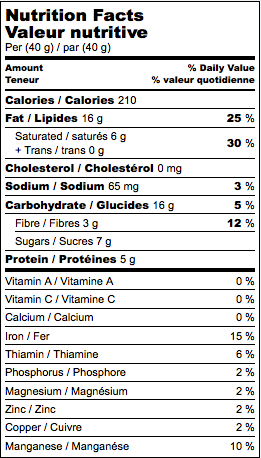 Nutrition Facts
Valeur nutritive
Per (40 g) / par (40 g)
Amount % Daily Value
Teneur % valeur quotidienne
Calories / Calories 210
Fat / Lipides 16 g 25 %
Saturated / saturés 6 g
+ Trans / trans 0 g 30 %
Cholesterol / Cholestérol 0 mg
Sodium / Sodium 65 mg 3 %
Carbohydrate / Glucides 16 g 5 %
Fibre / Fibres 3 g 12 %
Sugars / Sucres 7 g
Protein / Protéines 5 g
Vitamin A / Vitamine A 0 %
Vitamin C / Vitamine C 0 %
Calcium / Calcium 0 %
Iron / Fer 15 %
Thiamin / Thiamine 6 %
Phosphorus / Phosphore 2 %
Magnesium / Magnésium 2 %
Zinc / Zinc 2 %
Copper / Cuivre 2 %
Manganese / Manganése 10 %